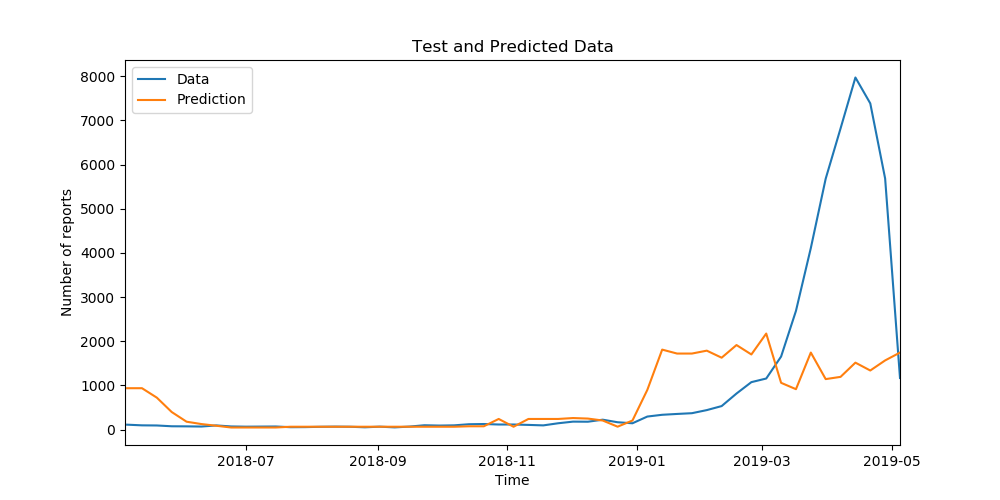 Test and Predicted Data
Data
Prediction
8000
7000
6000
5000
4000
3000
2000
1000
0
Number of reports
2018-07 2018-09 2018-11 2019-01 2019-03 2019-05
Time